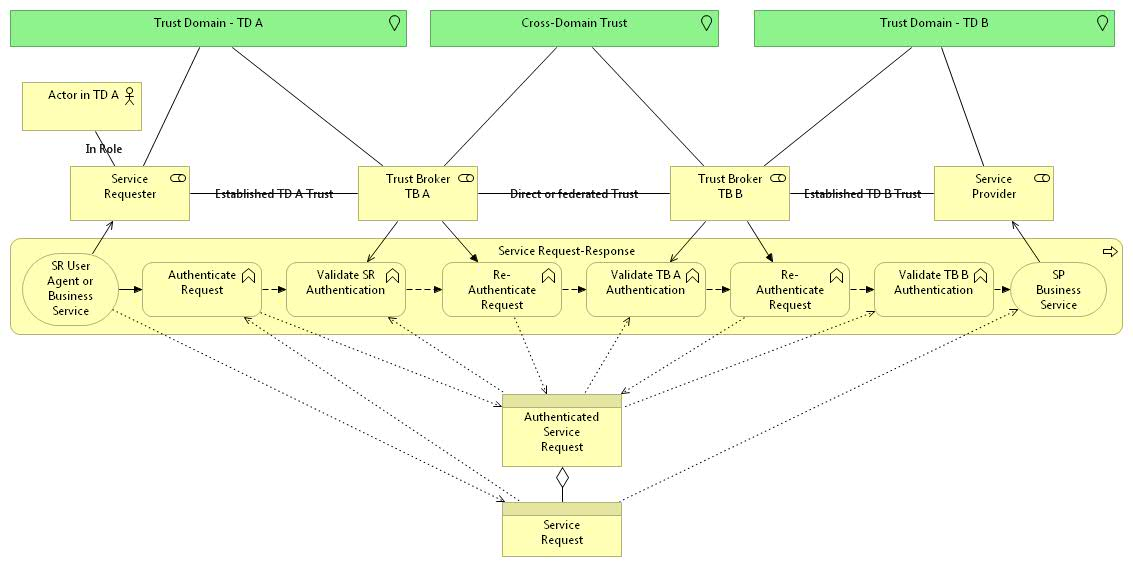 Trust Domain - TD A
Cross-Domain Trust
Trust Domain - TD B
Actor in TD A
In Role
Service
Requester
Established TD A Trust
Trust Broker
TB A
Direct or federated Trust
Trust Broker
TB B
Established TD B Trust
Service
Provider
Service Request-Response
SR User
Agent or
Business
Service
Authenticate
Request
Validate SR
Authentication
Re-
Authenticate
Request
Validate TB A
Authentication
Re-
Authenticate
Request
Validate TB B
Authentication
SP
Business
Service
Authenticated
Service
Request
Service
Request